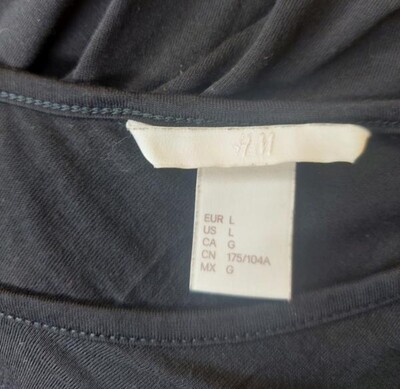 EUR L
US L
CA G
CN 175/104A
MX G